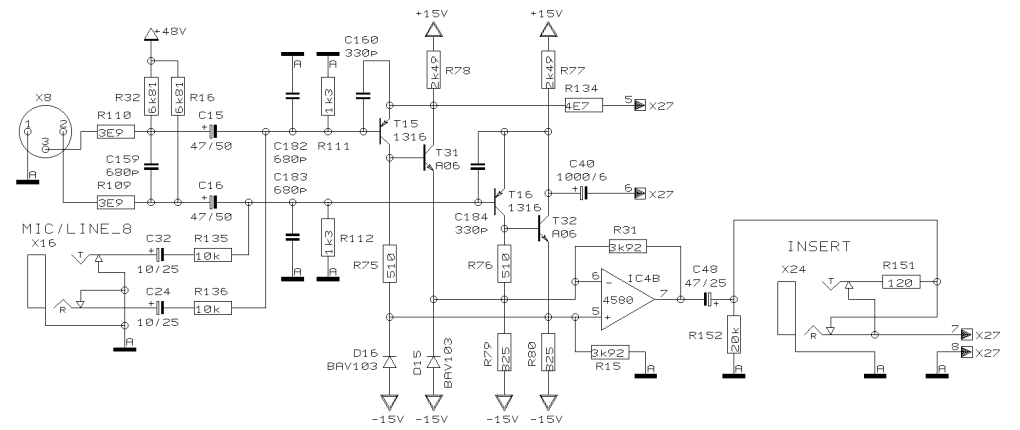 +15V
+15V
+48V
C160
330p
A
A
2k49
R78
2k49
R77
R134
4E7
5
X27
X8
R32
6k81
6k81
R16
1k3
1
2
3
R110
3E9
C15
+
47/50
T15
1316
C159
680p
C182
680p
R111
T31
A06
C40
1000/6
+
6
X27
A
R109
3E9
C16
+
47/50
C183
680p
T16
1316
C184
330p
T32
A06
MIC/LINE_8
X16
T
C32
+
10/25
R135
10k
1k3
R112
A
A
R75
510
R76
510
R31
3k92
INSERT
X24
T
R151
120
R
C24
+
10/25
R136
10k
6
-
IC4B
4580
7
5
+
C48
47/25
+
R152
20k
R
7
X27
8
X27
A
D16
BAV103
D15
BAV103
R79
825
R80
825
3k92
R15
A
A
A
A
-15V
-15V
-15V
-15V